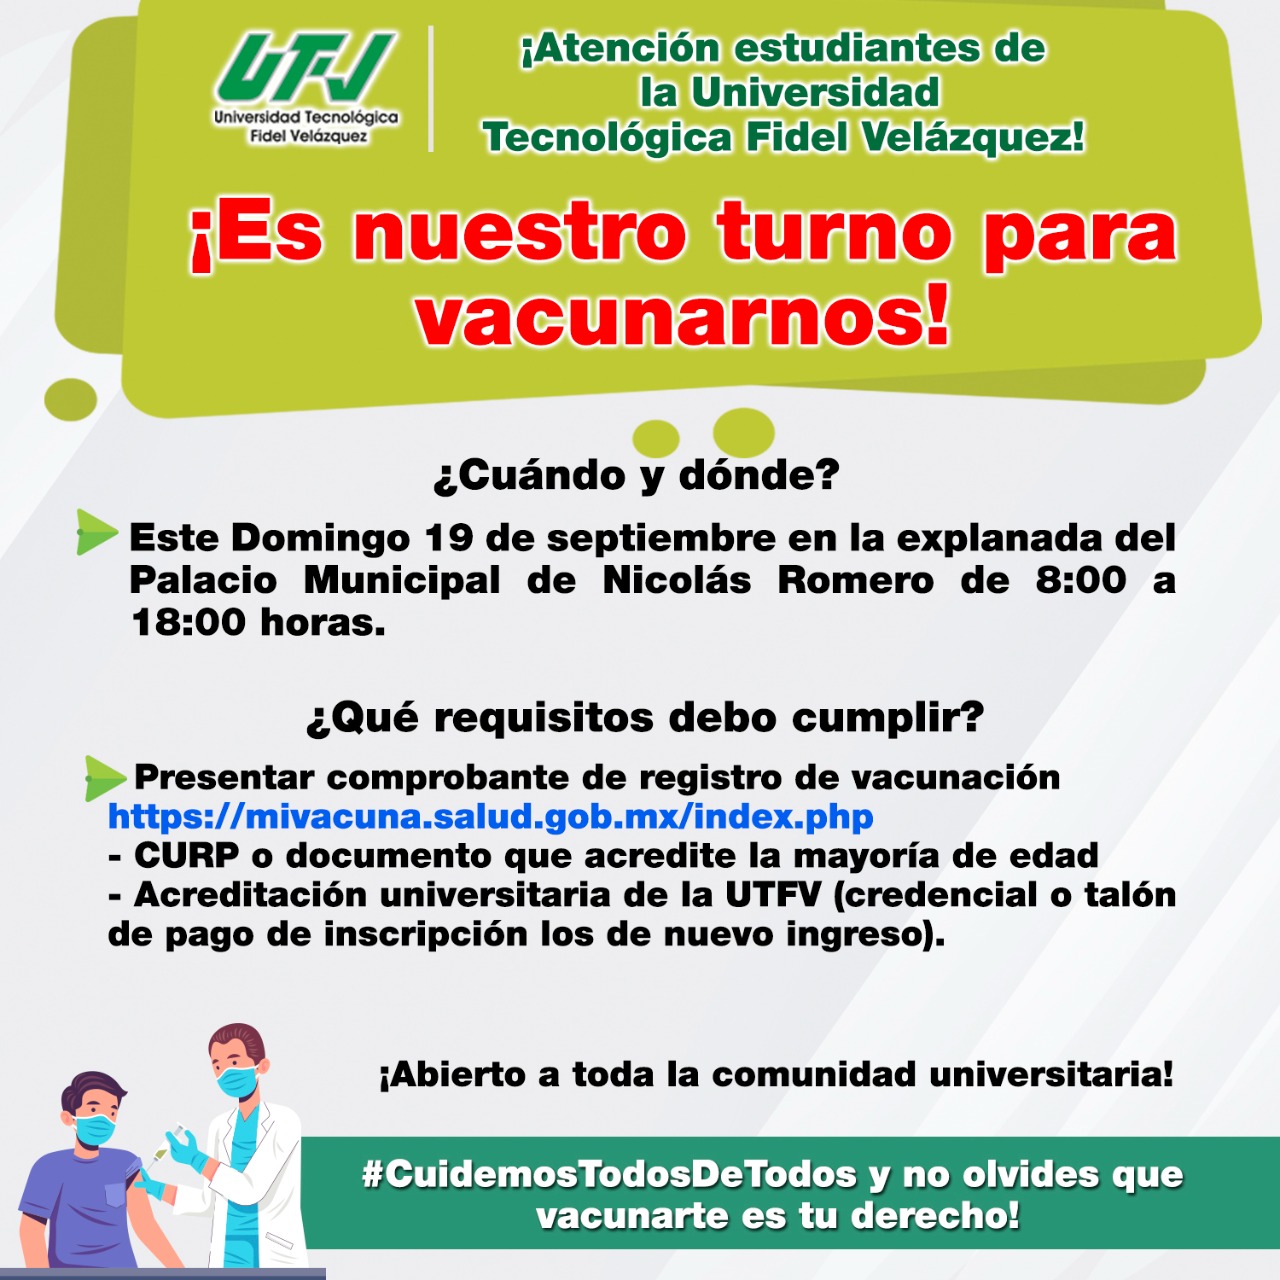 UTFV
Universidad Tecnológica
Fidel Velázquez
¡Atención estudiantes de
la Universidad
Tecnológica Fidel Velázquez!
¡Es nuestro turno para
vacunarnos!
¿Cuándo y dónde?
Este Domingo 19 de septiembre en la explanada del
Palacio Municipal de Nicolás Romero de 8:00 a
18:00 horas.
¿Qué requisitos debo cumplir?
Presentar comprobante de registro de vacunación
https://mivacuna.salud.gob.mx/index.php
- CURP o documento que acredite la mayoría de edad
- Acreditación universitaria de la UTFV (credencial o talón
de pago de inscripción los de nuevo ingreso).
¡Abierto a toda la comunidad universitaria!
#CuidemosTodosDeTodos y no olvides que
vacunarte es tu derecho!